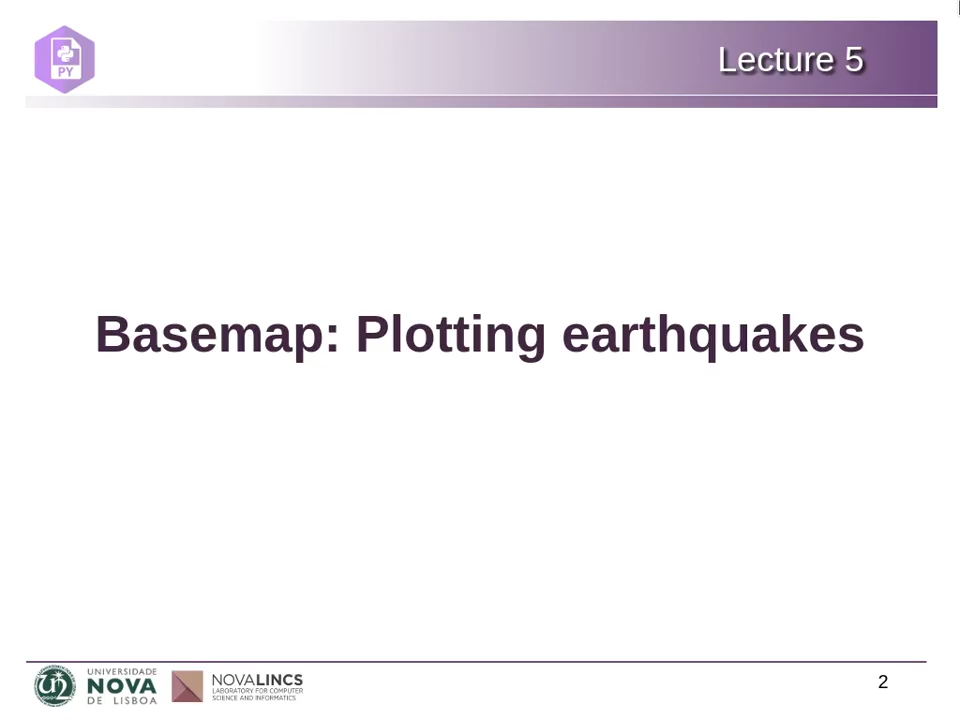 PY
Lecture 5
Basemap: Plotting earthquakes
UNIVERSIDADE
NOVA
DE LISBOA
NOVALINCS
LABORATORY FOR COMPUTER
SCIENCE AND INFORMATICS
2